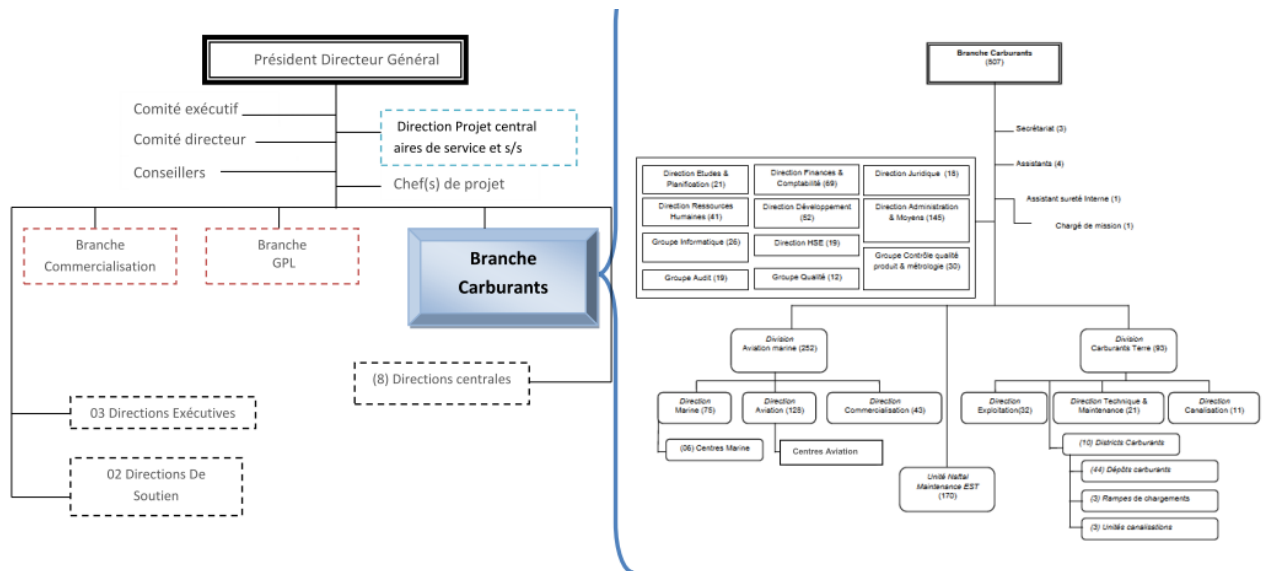 Président Directeur Général
Comité exécutif
Comité directeur
Conseillers
Direction Projet central
aires de service et s/s
Chef(s) de projet
Branche
Commercialisation
Branche
GPL
Branche
Carburants
(8) Directions centrales
03 Directions Exécutives
02 Directions De
Soutien
Branche Carburants
(507)
Secrétariat (3)
Assistants (4)
Assistant sureté Interne (1)
Chargé de mission (1)
Direction Etudes &
Planification (21)
Direction Finances &
Comptabilité (69)
Direction Juridique (18)
Direction Ressources
Humaines (41)
Direction Développement
(52)
Direction Administration
& Moyens (145)
Groupe Informatique (26)
Direction HSE (19)
Groupe Contrôle qualité
produit & métrologie (30)
Groupe Audit (19)
Groupe Qualité (12)
Division
Aviation marine (252)
Division
Carburants Terre (93)
Direction
Marine (75)
Direction
Aviation (128)
Direction
Commercialisation (43)
Direction
Exploitation(32)
Direction Technique &
Maintenance (21)
Direction
Canalisation (11)
(06) Centres Marine
Centres Aviation
(10) Districts Carburants
(44) Dépôts carburants
(3) Rampes de chargements
(3) Unités canalisations
Unité Naftal
Maintenance EST
(170)